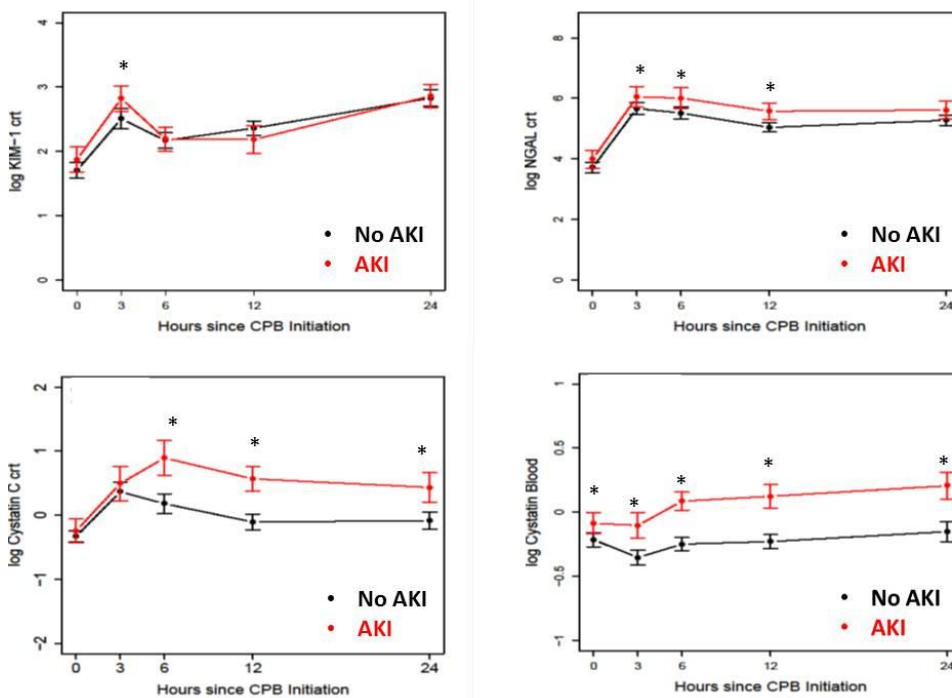 log KIM-1 crt
4
3
2
1
0
*
No AKI
AKI
0 3 6 12 24
Hours since CPB Initiation
log NGAL crt
8
6
4
2
0
* * *
No AKI
AKI
0 3 6 12 24
Hours since CPB Initiation
log Cystatin C crt
2
1
0
−1
−2
* * *
No AKI
AKI
0 3 6 12 24
Hours since CPB Initiation
log Cystatin Blood
1
0.5
0
−0.5
−1
* * * * *
No AKI
AKI
0 3 6 12 24
Hours since CPB Initiation